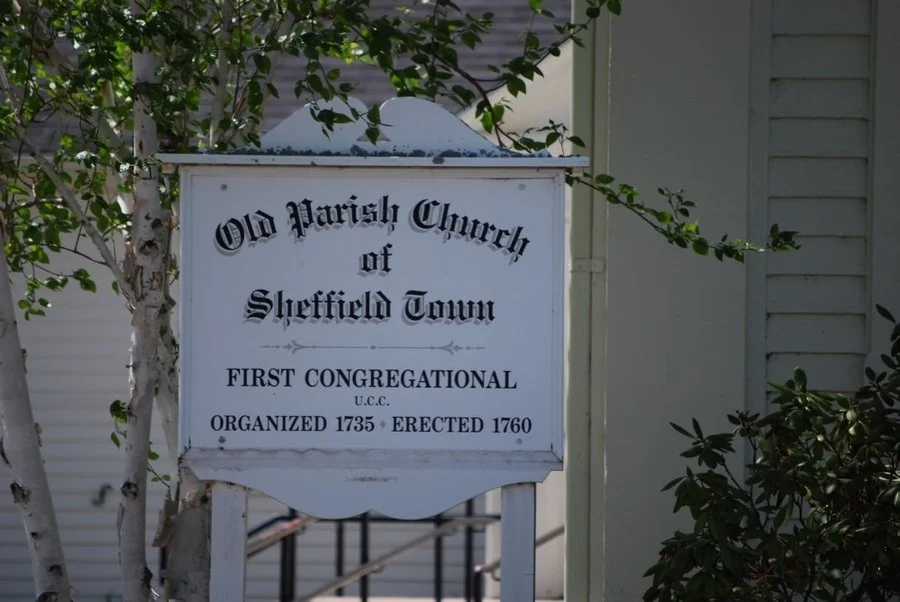 Old Parish Church
of
Sheffield Town
FIRST CONGREGATIONAL
U.C.C.
ORGANIZED 1735 • ERECTED 1760